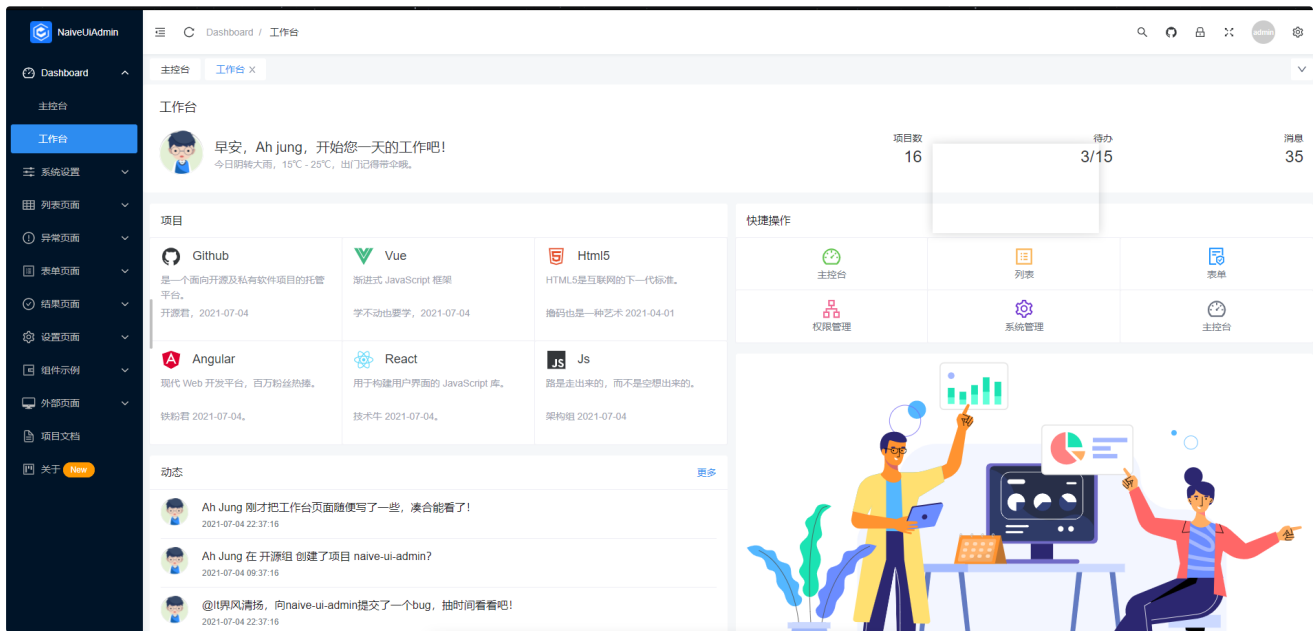 NaiveUiAdmin
Dashboard / 工作台
admin
Dashboard
主控台
工作台
系统设置
列表页面
异常页面
表单页面
结果页面
设置页面
组件示例
外部页面
项目文档
关于 New
主控台 工作台 X
工作台
早安，Ah jung，开始您一天的工作吧！
今日阴转大雨，15℃ - 25℃，出门记得带伞哦。
项目数
16
待办
3/15
消息
35
项目
Github
是一个面向开源及私有软件项目的托管
平台。
开源君，2021-07-04
Vue
渐进式 JavaScript 框架
学不动也要学，2021-07-04
Html5
HTML5是互联网的下一代标准。
撸码也是一种艺术 2021-04-01
Angular
现代 Web 开发平台，百万粉丝热捧。
铁粉君 2021-07-04。
React
用于构建用户界面的 JavaScript 库。
技术牛 2021-07-04。
JS
Js
路是走出来的，而不是空想出来的。
架构组 2021-07-04
动态 更多
Ah Jung 刚才把工作台页面随便写了一些，凑合能看了！
2021-07-04 22:37:16
Ah Jung 在 开源组 创建了项目 naive-ui-admin?
2021-07-04 09:37:16
@It界风清扬，向naive-ui-admin提交了一个bug，抽时间看看吧！
2021-07-04 22:37:16
快捷操作
主控台
列表
表单
权限管理
系统管理
主控台